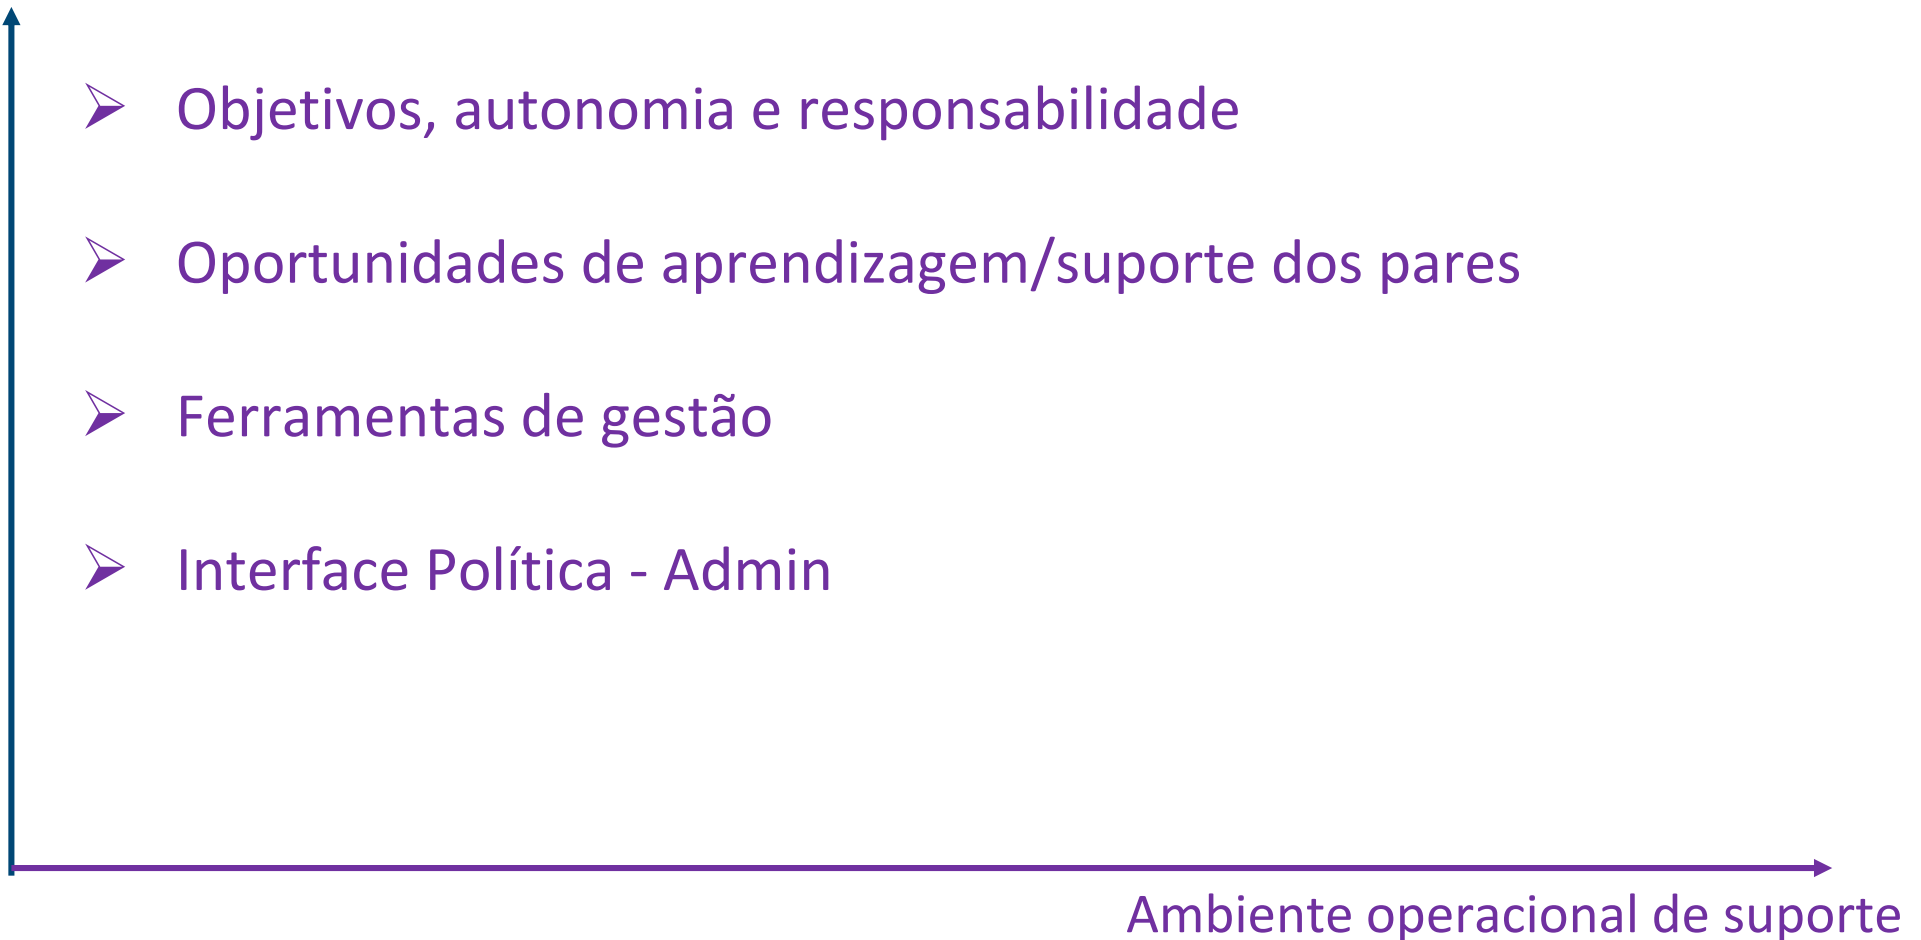 Objetivos, autonomia e responsabilidade
Oportunidades de aprendizagem/suporte dos pares
Ferramentas de gestão
Interface Política - Admin
Ambiente operacional de suporte